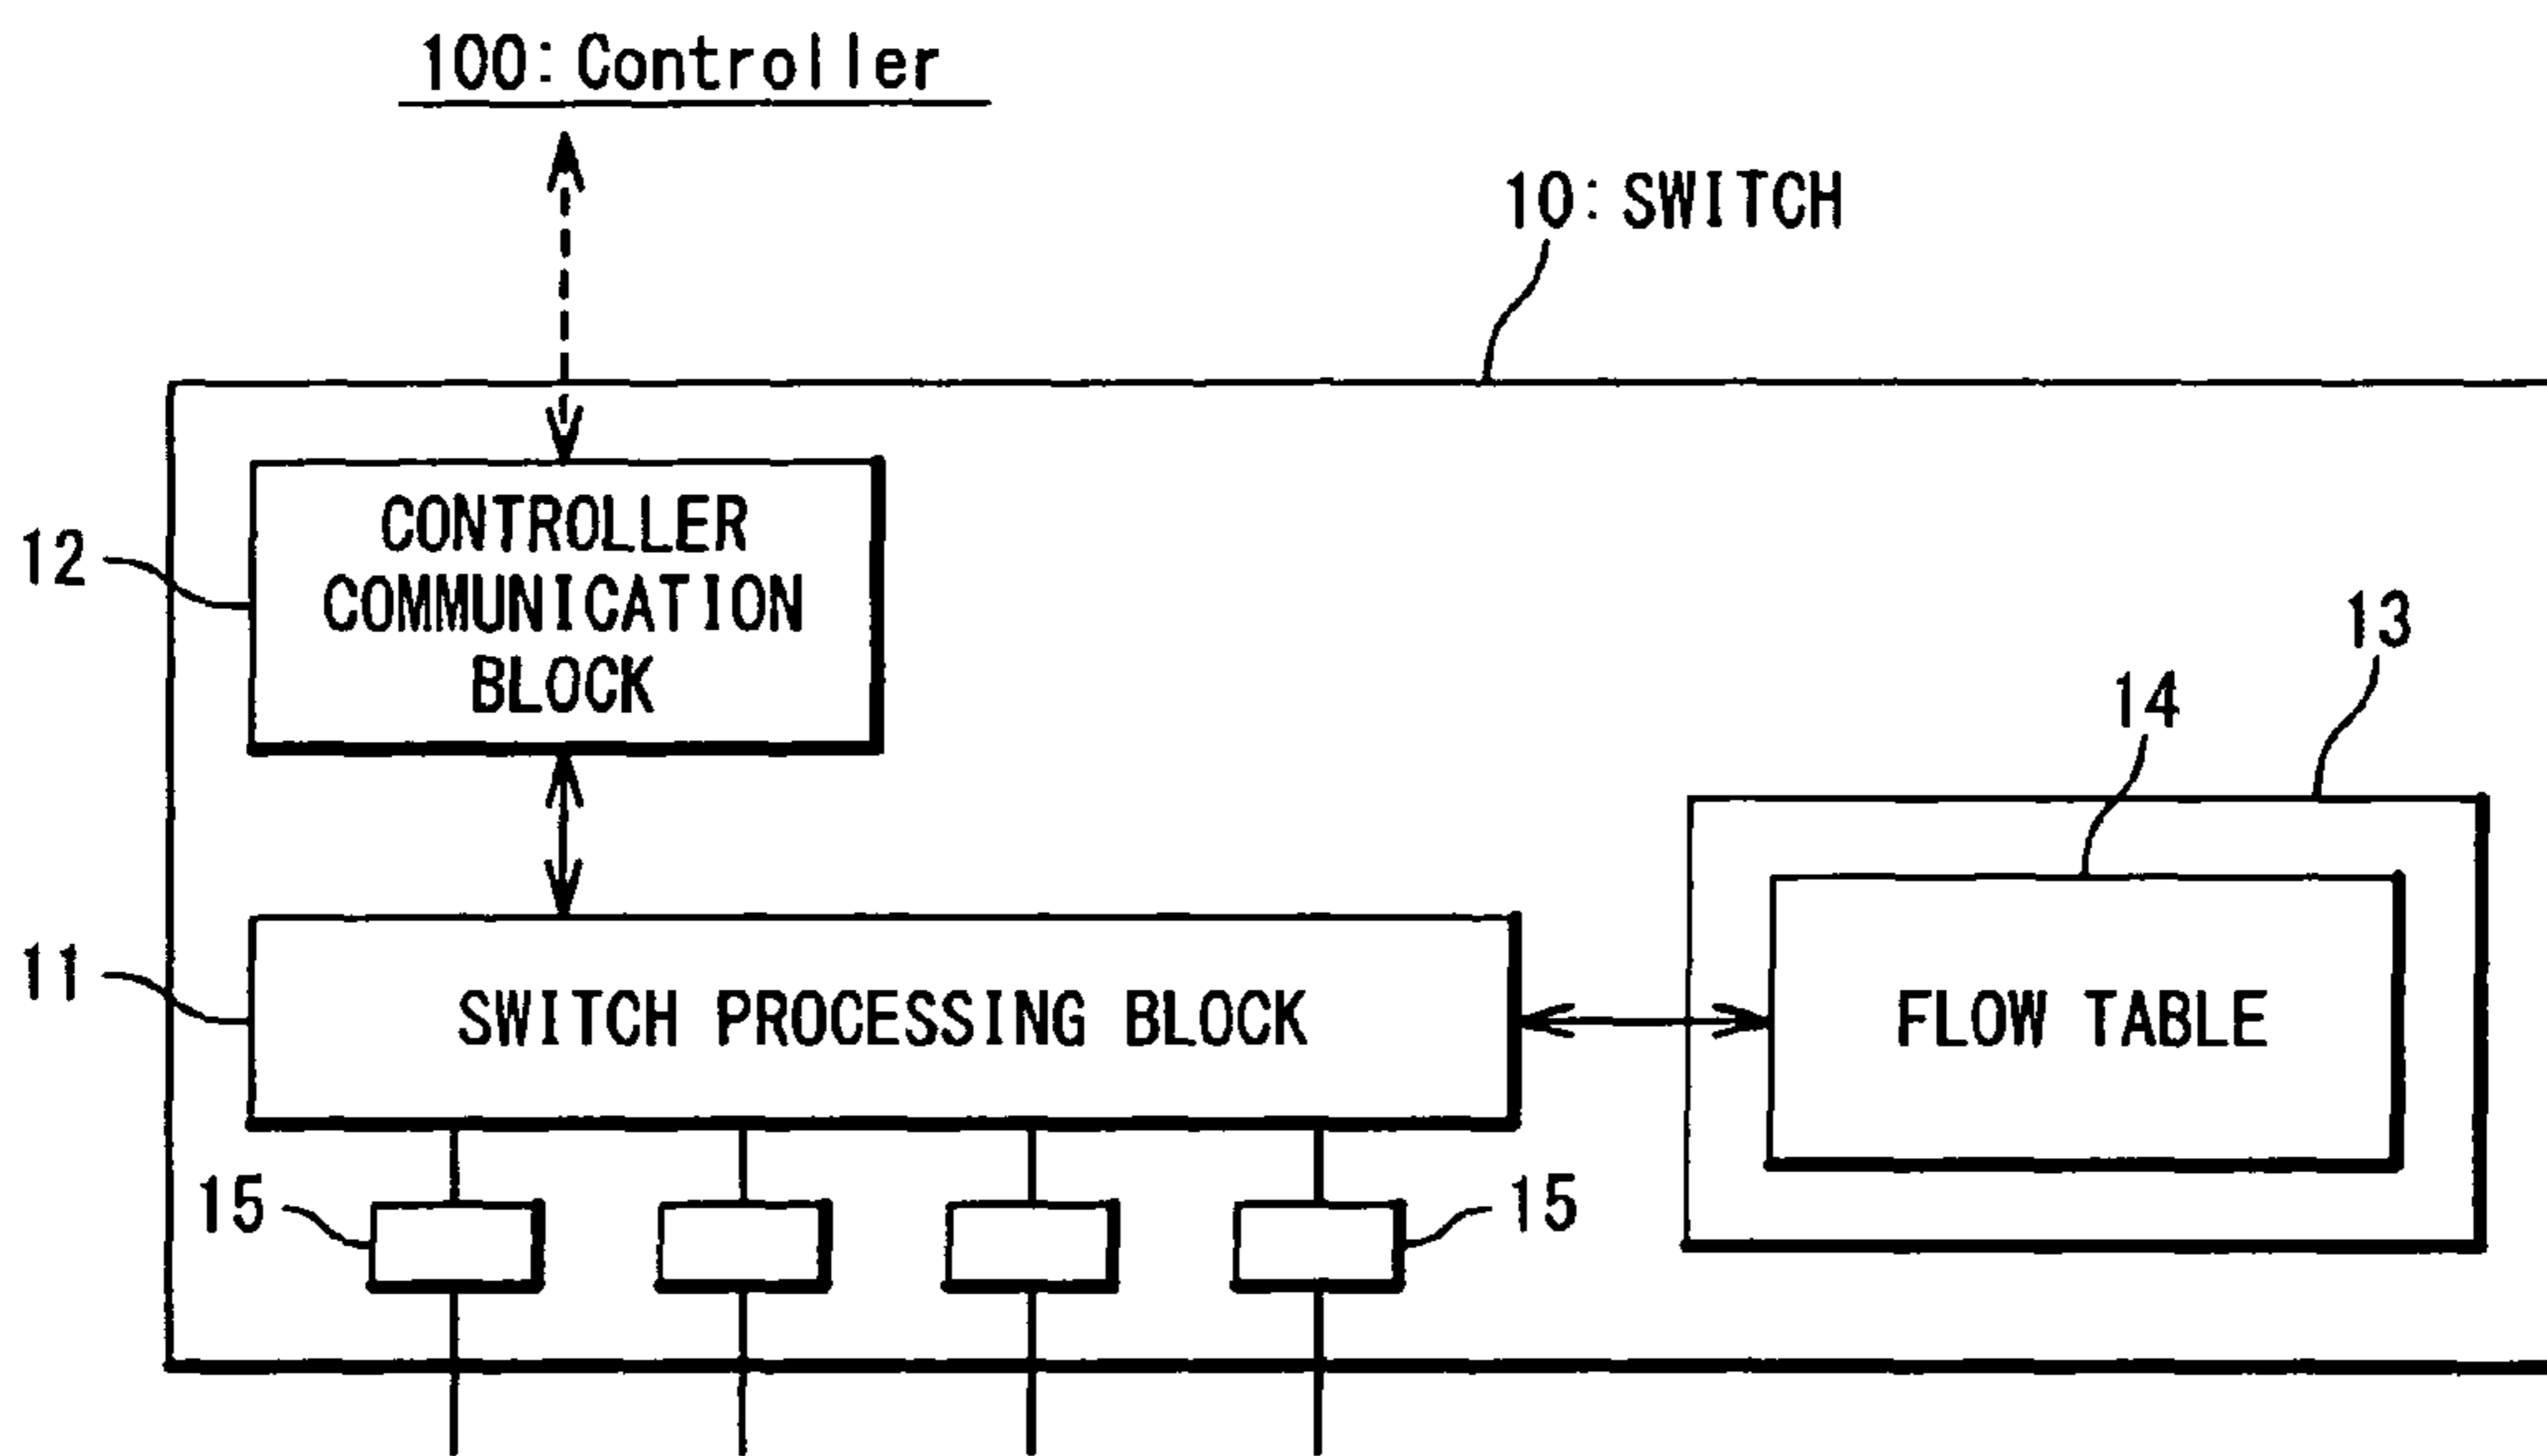 100: Controller
10: SWITCH
CONTROLLER
COMMUNICATION
BLOCK
12
13
14
11
SWITCH PROCESSING BLOCK
FLOW TABLE
15
15